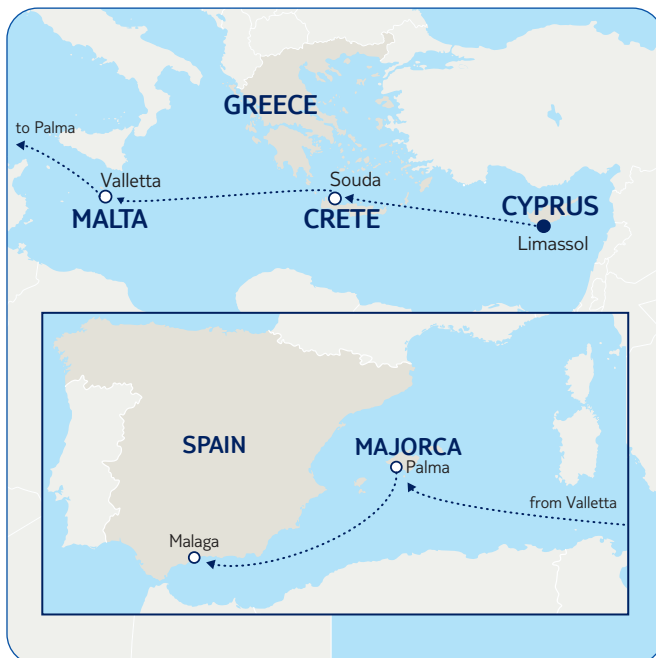 GREECE
to Palma
Valletta
Souda
MALTA
CRETE
CYPRUS
Limassol
SPAIN
MAJORCA
Palma
from Valletta
Malaga